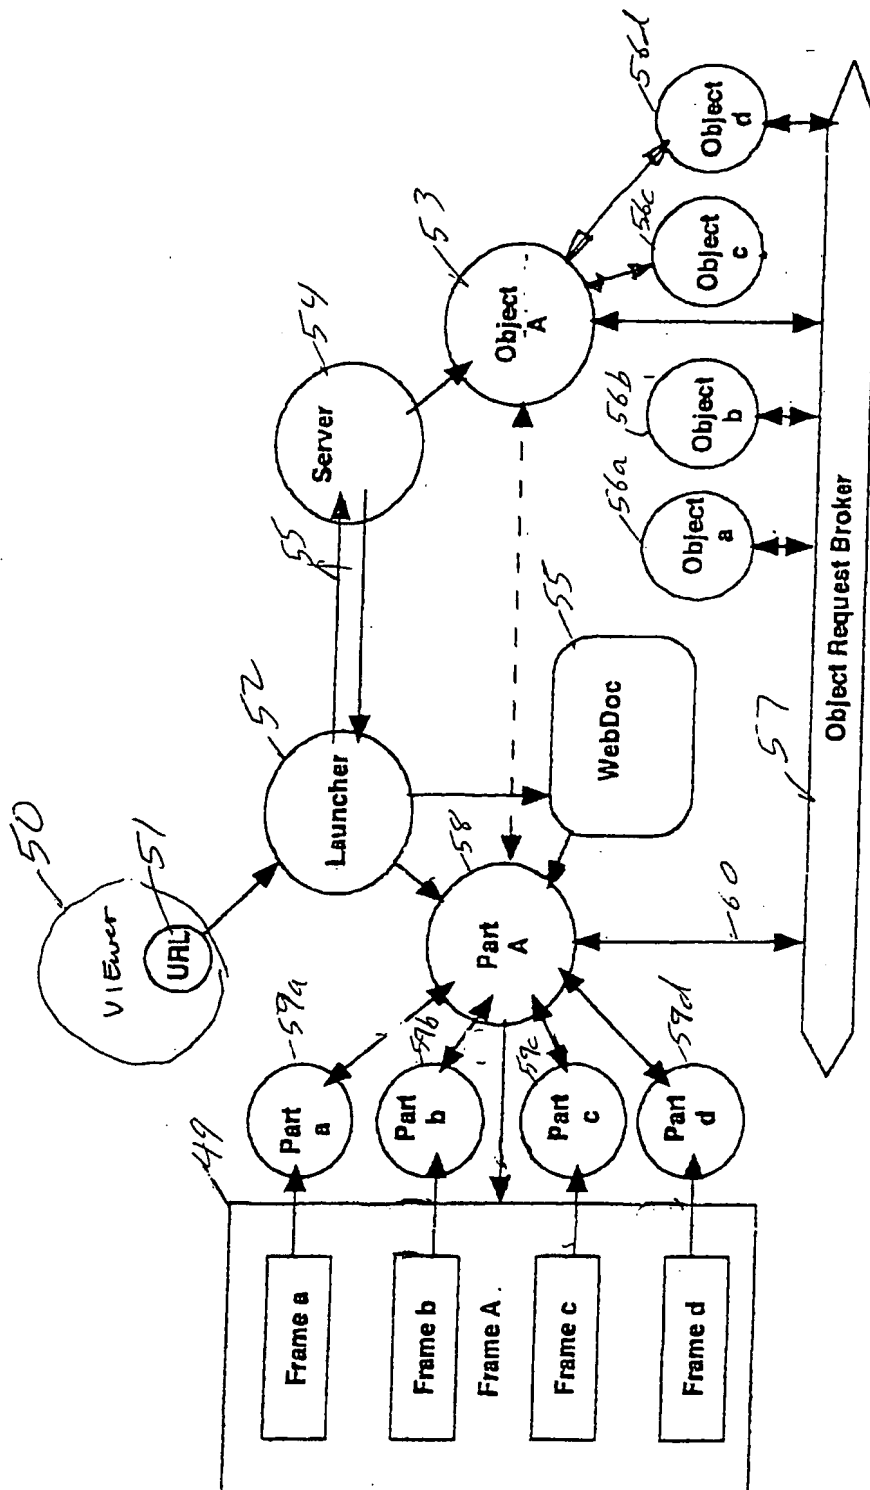 50
VIEwer
51
URL
52
Launcher
55
54
Server
53
Object
A
49
59a
Part
a
59b
Part
b
59c
Part
c
59d
Part
d
58
Part
A
55
WebDoc
56a
Object
a
56b
Object
b
56c
Object
c
56d
Object
d
Frame a
Frame b
Frame A.
Frame c
Frame d
60
57
Object Request Broker